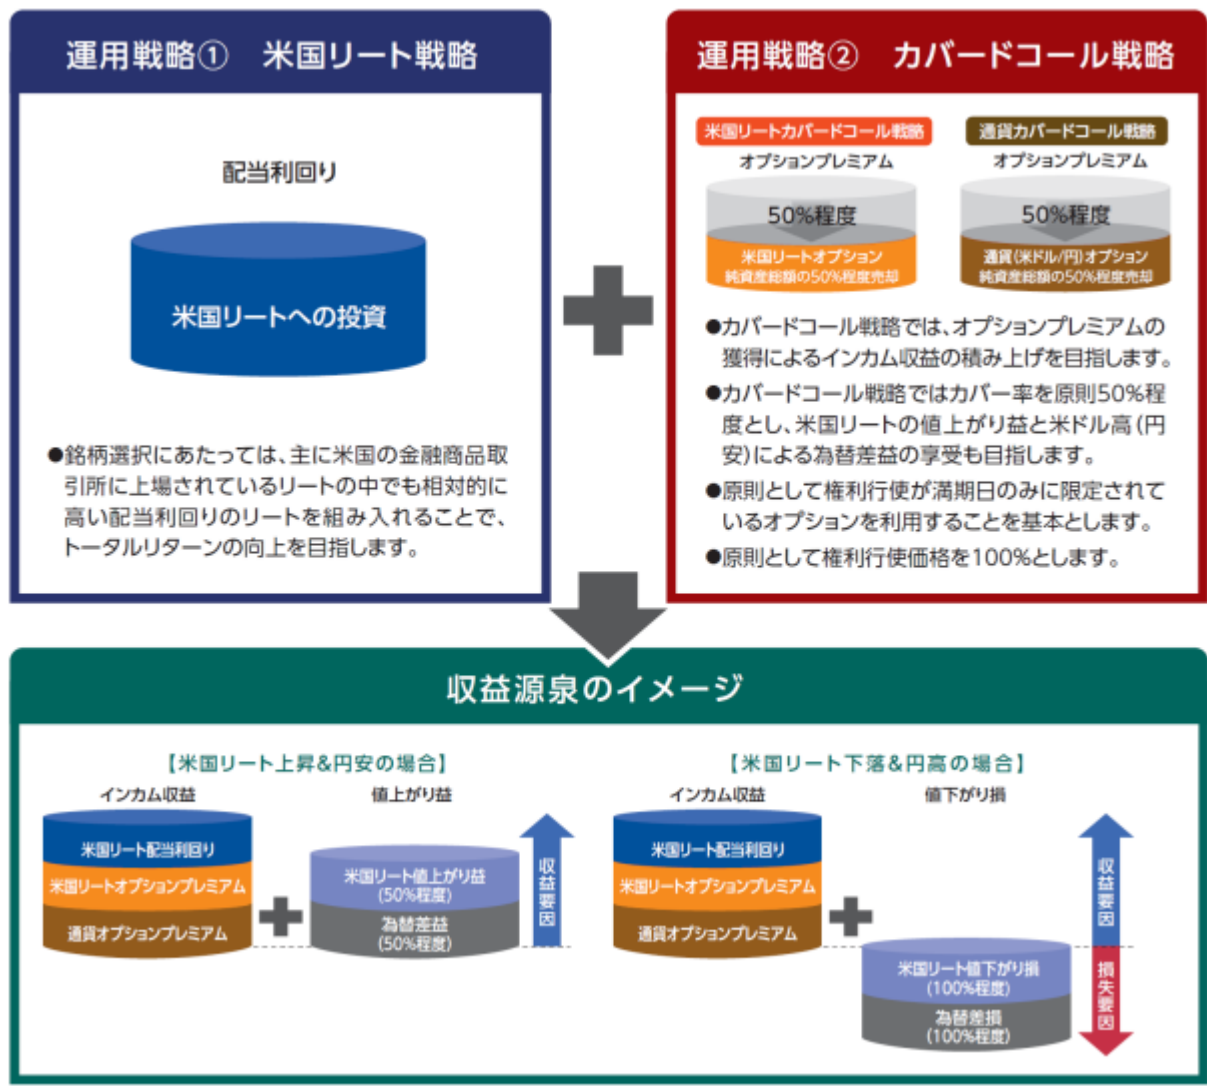 運用戦略① 米国リート戦略
配当利回り
米国リートへの投資
●銘柄選択にあたっては、主に米国の金融商品取
引所に上場されているリートの中でも相対的に
高い配当利回りのリートを組み入れることで、
トータルリターンの向上を目指します。
運用戦略② カバードコール戦略
米国リートカバードコール戦略
オプションプレミアム
50%程度
米国リートオプション
純資産総額の50%程度売却
通貨カバードコール戦略
オプションプレミアム
50%程度
通貨(米ドル/円)オプション
純資産総額の50%程度売却
●カバードコール戦略では、オプションプレミアムの
獲得によるインカム収益の積み上げを目指します。
●カバードコール戦略ではカバー率を原則50%程
度とし、米国リートの値上がり益と米ドル高(円
安)による為替差益の享受も目指します。
●原則として権利行使が満期日のみに限定されて
いるオプションを利用することを基本とします。
●原則として権利行使価格を100%とします。
収益源泉のイメージ
【米国リート上昇&円安の場合】
インカム収益
米国リート配当利回り
米国リートオプションプレミアム
通貨オプションプレミアム
値上がり益
米国リート値上がり益
(50%程度)
為替差益
(50%程度)
収益要因
【米国リート下落&円高の場合】
インカム収益
米国リート配当利回り
米国リートオプションプレミアム
通貨オプションプレミアム
値下がり損
米国リート値下がり損
(100%程度)
為替差損
(100%程度)
収益要因
損失要因